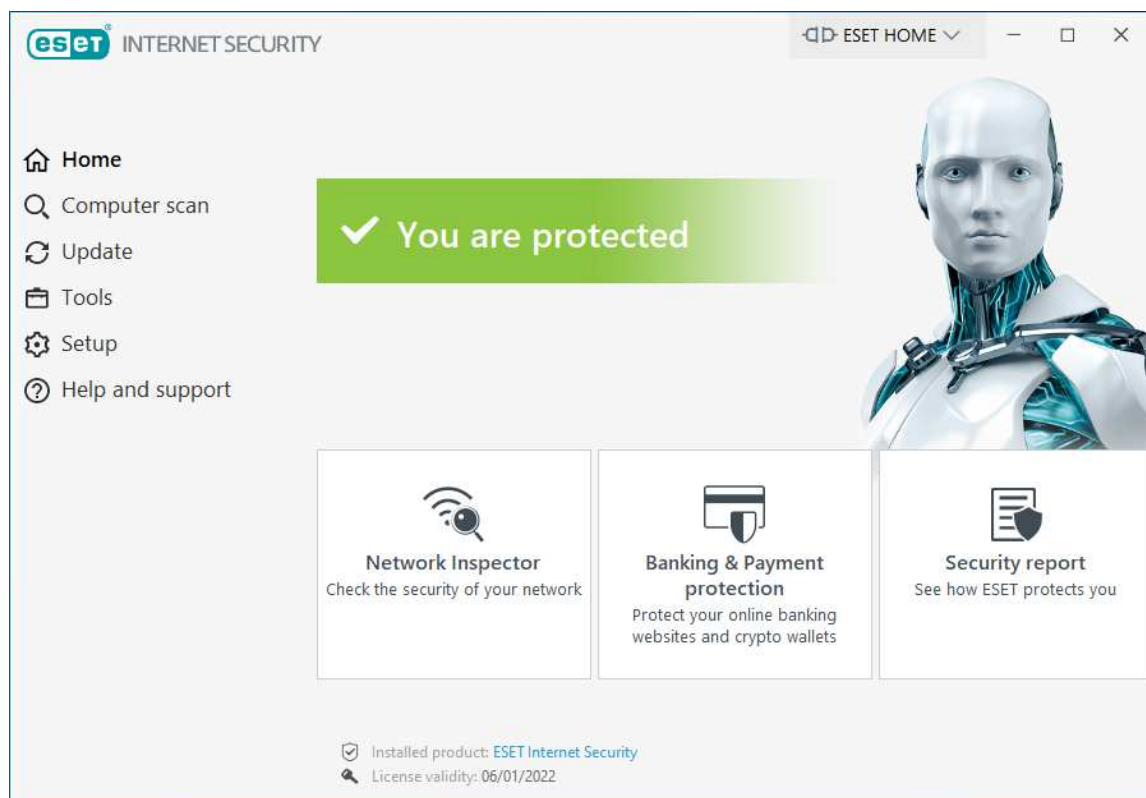 eset® INTERNET SECURITY
ESET HOME
Home
Computer scan
Update
Tools
Setup
Help and support
You are protected
Network Inspector
Check the security of your network
Banking & Payment
protection
Protect your online banking
websites and crypto wallets
Security report
See how ESET protects you
Installed product: ESET Internet Security
License validity: 06/01/2022